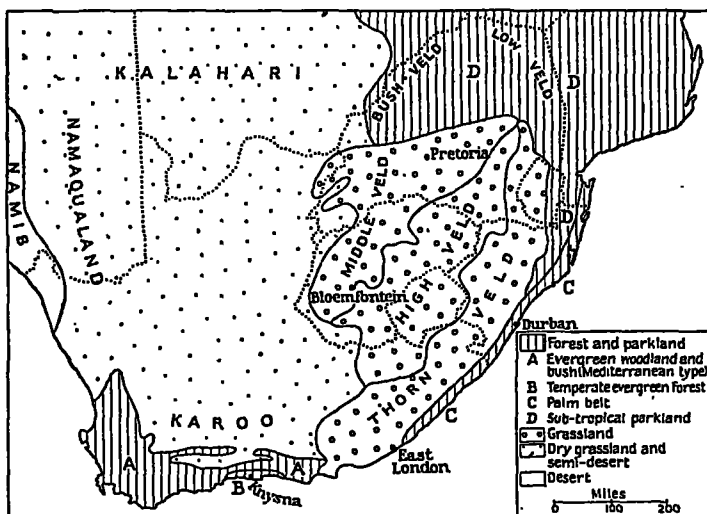 KALAHARI
BUSH-VELD
D
LOW VELD
D
NAMIB
NAMAQUALAND
Pretoria
MIDDLE VELD
HIGH VELD
D
Bloemfontein
THORN VELD
C
Durban
KAROO
C
East
London
A
B
Knysna
A
Forest and parkland
A Evergreen woodland and
bush (Mediterranean type)
B Temperate evergreen Forest
C Palm belt
D Sub-tropical parkland
Grassland
Dry grassland and
semi-desert
Desert
Miles
0 100 200